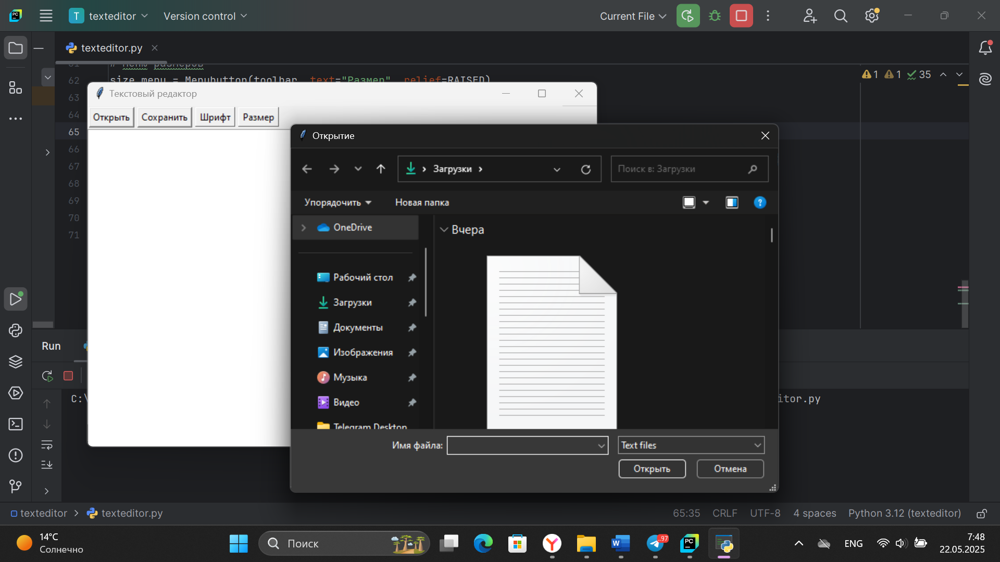 PC
T texteditor Version control Current File
texteditor.py
61 # Меню размеров
62 size_menu = Menubutton(toolbar, text="Размер", relief=RAISED)
1 1 35
63
64
65
66
67
68
69
70
71
Текстовый редактор
Открыть Сохранить Шрифт Размер
Открытие
Загрузки
Поиск в: Загрузки
Упорядочить Новая папка
OneDrive
Вчера
Рабочий стол
Загрузки
Документы
Изображения
Музыка
Видео
Telegram Desktop
Имя файла: Text files
Открыть Отмена
Run
C:\ itor.py
texteditor texteditor.py 65:35 CRLF UTF-8 4 spaces Python 3.12 (texteditor)
14°C
Солнечно
Поиск
W
..97
PC
ENG
7:48
22.05.2025